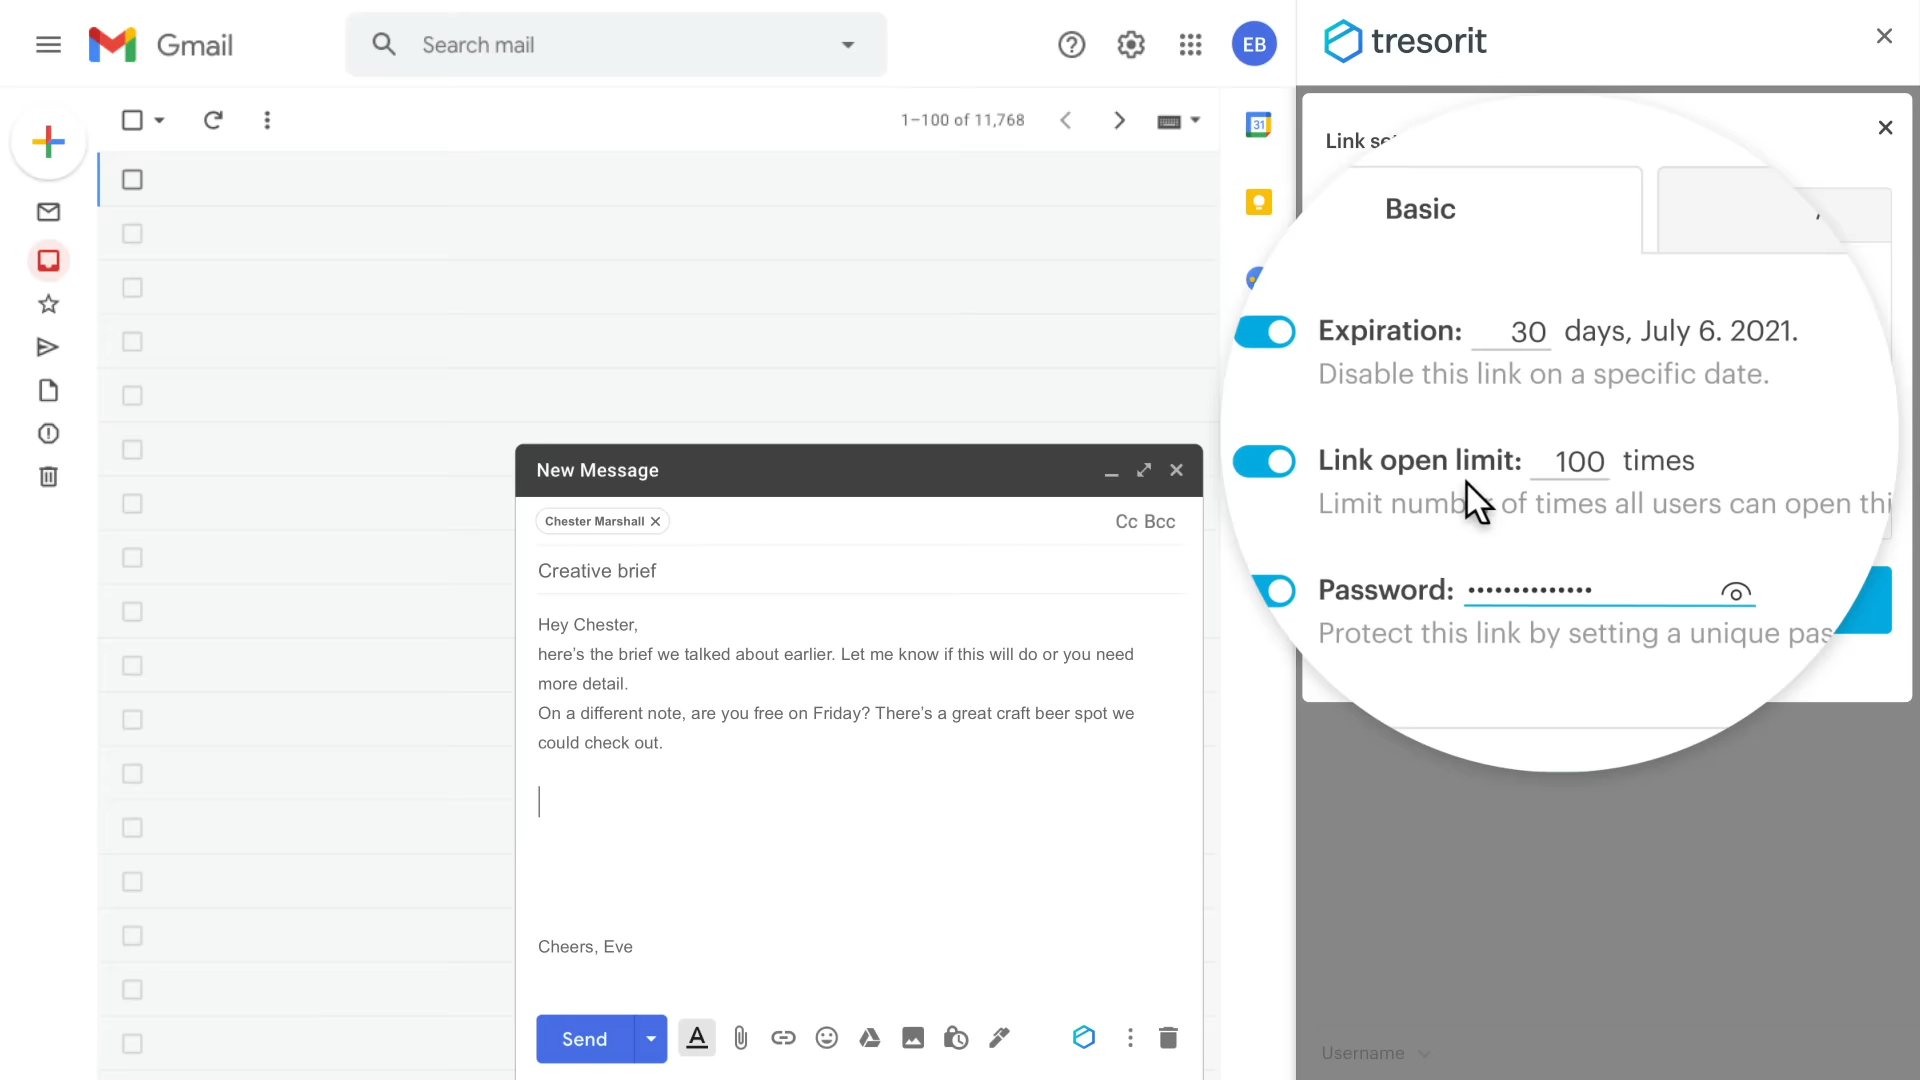 Gmail
Search mail
EB
tresorit
1–100 of 11,768
31
Link se
Basic
Expiration: 30 days, July 6. 2021.
Disable this link on a specific date.
Link open limit: 100 times
Limit number of times all users can open thi
Password: ••••••••••••••
Protect this link by setting a unique pas
New Message
Chester Marshall
Cc Bcc
Creative brief
Hey Chester,
here's the brief we talked about earlier. Let me know if this will do or you need
more detail.
On a different note, are you free on Friday? There's a great craft beer spot we
could check out.
Cheers, Eve
Send
A
Username